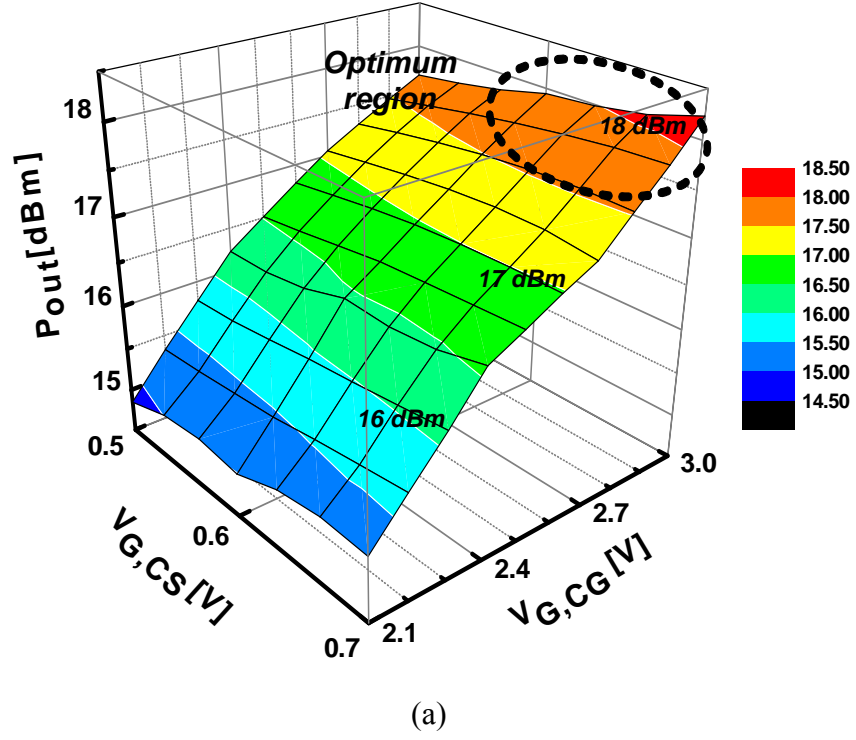 Optimum
region
18 dBm
17 dBm
16 dBm
Pout[dBm]
18
17
16
15
0.5
0.6
0.7
VG,CS [V]
2.1
2.4
2.7
3.0
VG,CG [V]
18.50
18.00
17.50
17.00
16.50
16.00
15.50
15.00
14.50
(a)